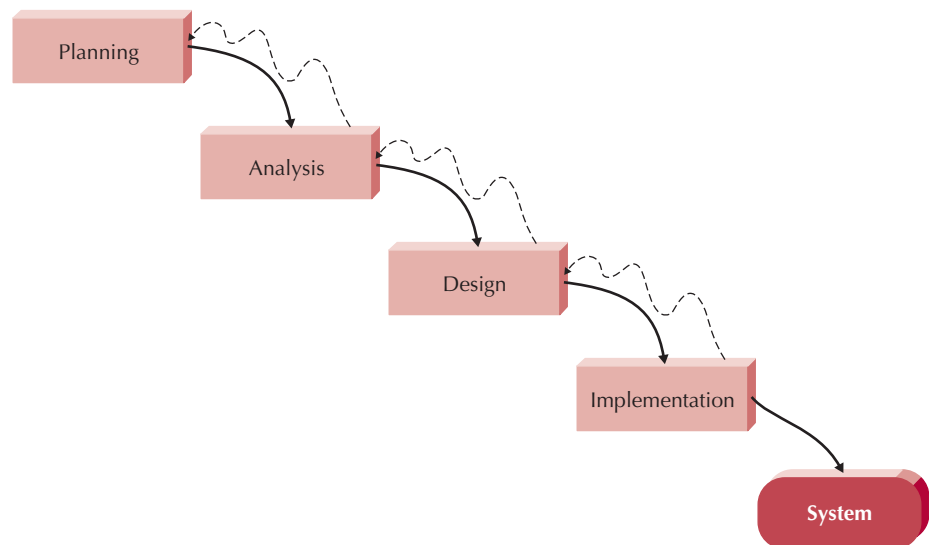 Planning
Analysis
Design
Implementation
System